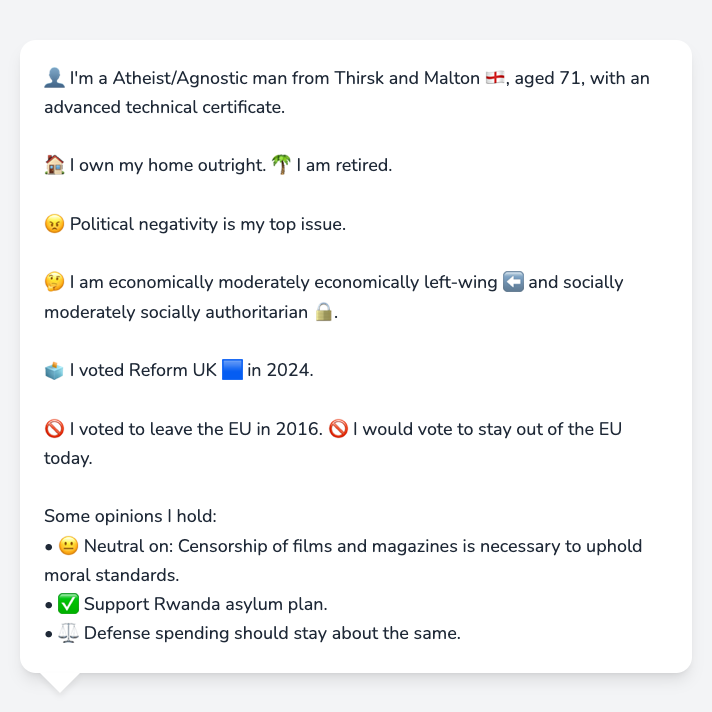 👤 I'm a Atheist/Agnostic man from Thirsk and Malton 🏴󠁧󠁢󠁥󠁮󠁧󠁿, aged 71, with an
advanced technical certificate.
🏠 I own my home outright. 🌴 I am retired.
😠 Political negativity is my top issue.
🤔 I am economically moderately economically left-wing ⬅️ and socially
moderately socially authoritarian 🔒.
🗳️ I voted Reform UK 🟦 in 2024.
🚫 I voted to leave the EU in 2016. 🚫 I would vote to stay out of the EU
today.
Some opinions I hold:
• 😐 Neutral on: Censorship of films and magazines is necessary to uphold
moral standards.
• ✅ Support Rwanda asylum plan.
• ⚖️ Defense spending should stay about the same.